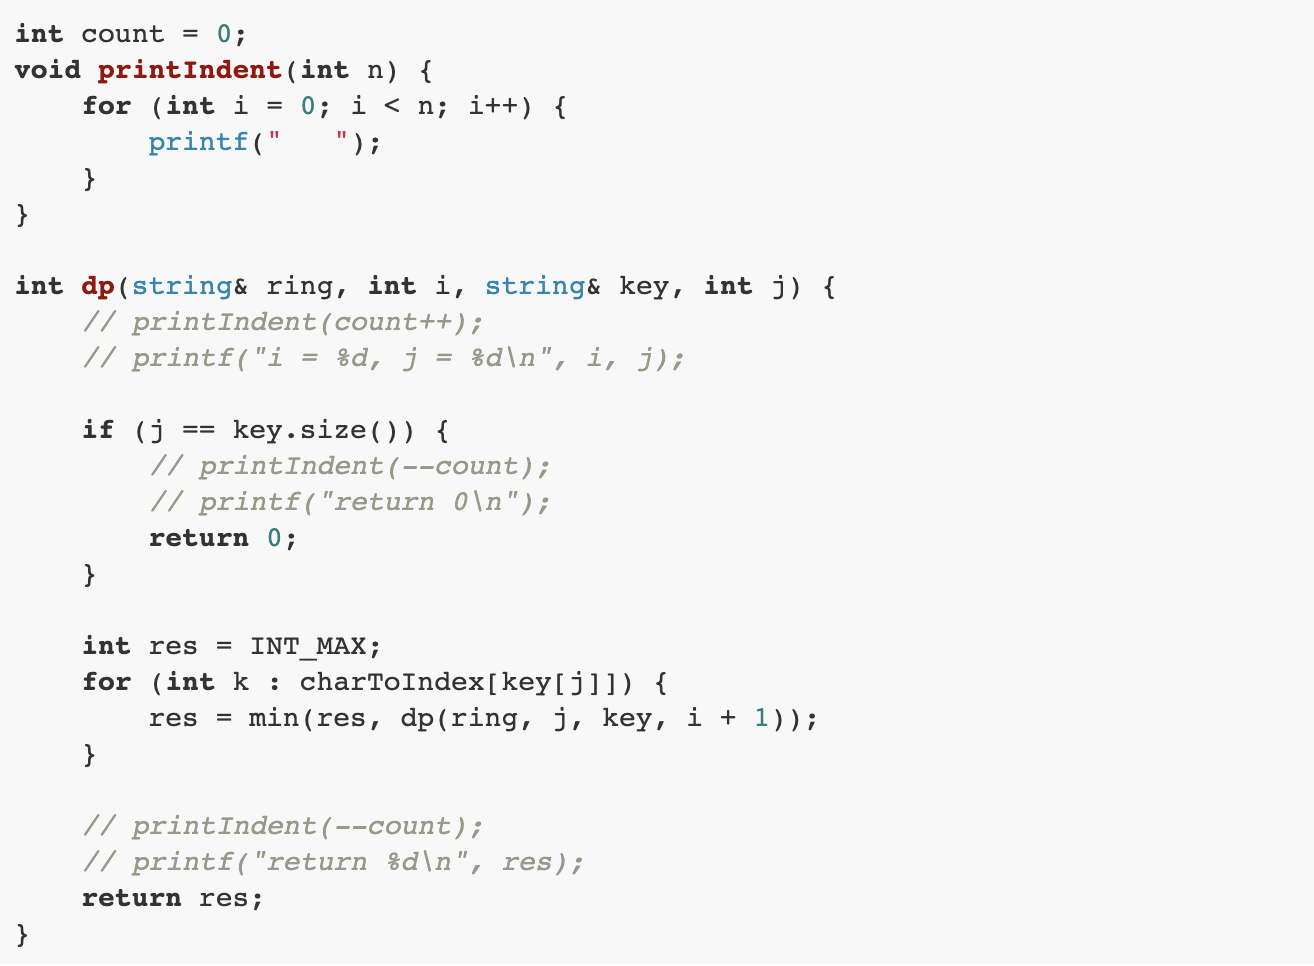 int count = 0;
void printIndent(int n) {
    for (int i = 0; i < n; i++) {
        printf("   ");
    }
}

int dp(string& ring, int i, string& key, int j) {
    // printIndent(count++);
    // printf("i = %d, j = %d\n", i, j);

    if (j == key.size()) {
        // printIndent(--count);
        // printf("return 0\n");
        return 0;
    }

    int res = INT_MAX;
    for (int k : charToIndex[key[j]]) {
        res = min(res, dp(ring, j, key, i + 1));
    }

    // printIndent(--count);
    // printf("return %d\n", res);
    return res;
}